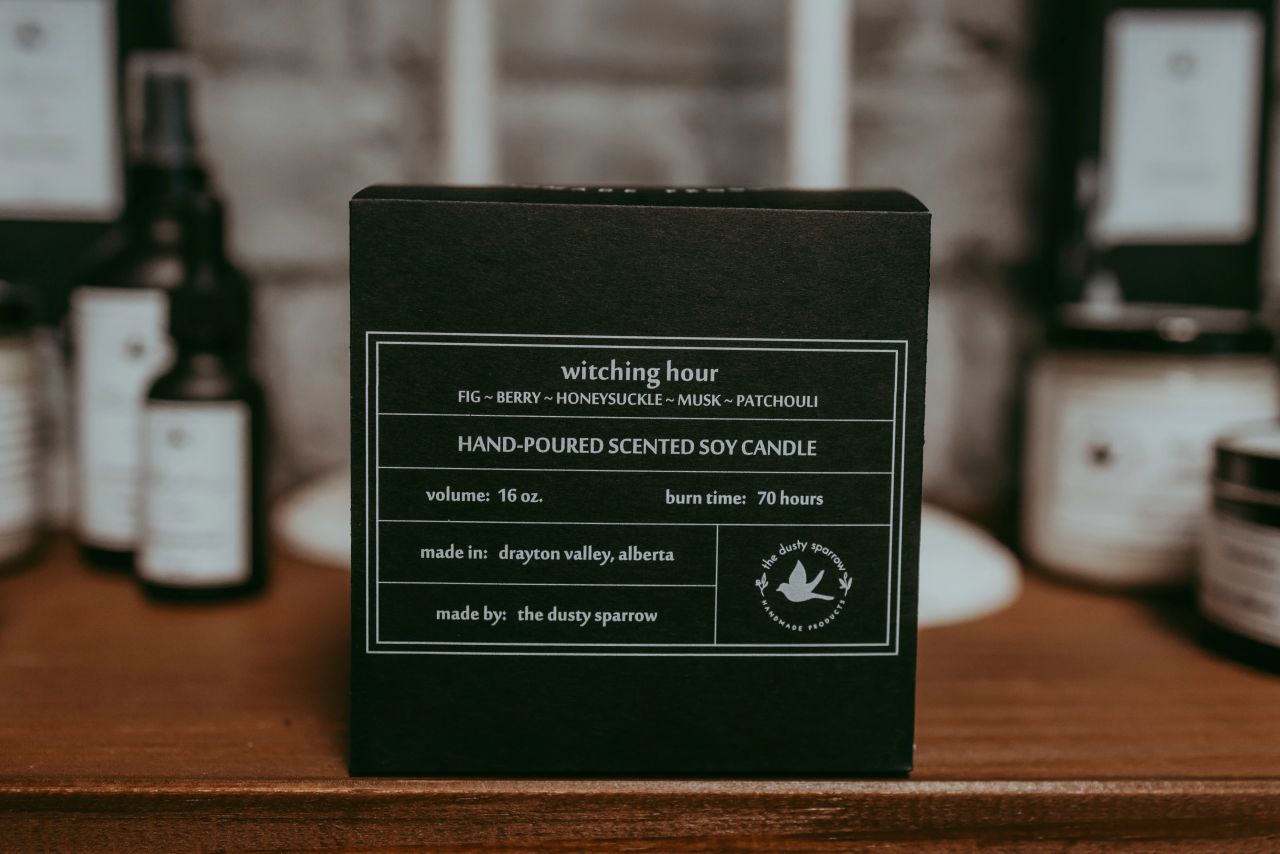 witching hour
FIG ~ BERRY ~ HONEYSUCKLE ~ MUSK ~ PATCHOULI
HAND-POURED SCENTED SOY CANDLE
volume: 16 oz.
burn time: 70 hours
made in: drayton valley, alberta
made by: the dusty sparrow
the dusty sparrow
HANDMADE PRODUCTS